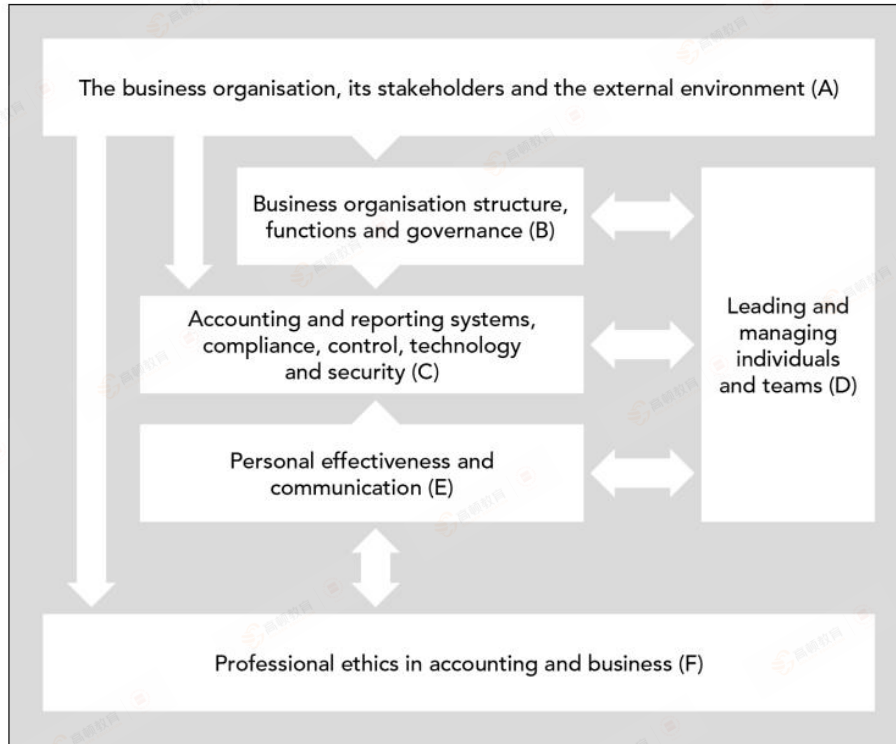 The business organisation, its stakeholders and the external environment (A)
Business organisation structure,
functions and governance (B)
Accounting and reporting systems,
compliance, control, technology
and security (C)
Leading and
managing
individuals
and teams (D)
Personal effectiveness and
communication (E)
Professional ethics in accounting and business (F)